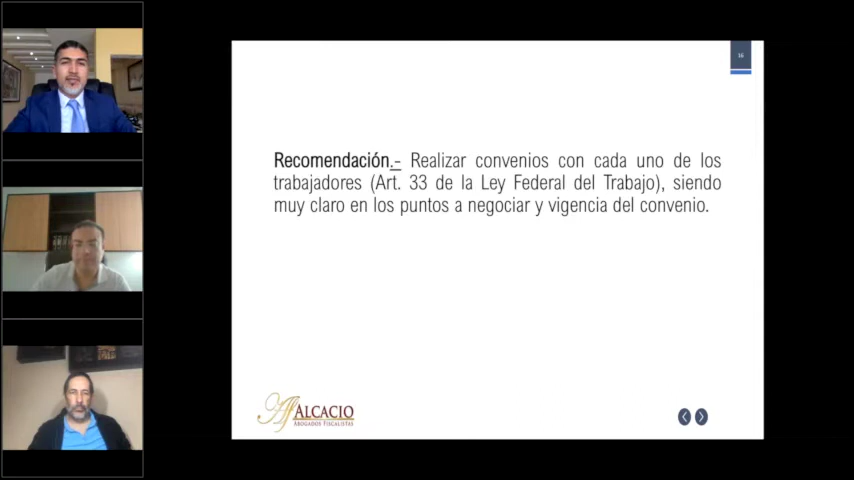 16
Recomendación.- Realizar convenios con cada uno de los
trabajadores (Art. 33 de la Ley Federal del Trabajo), siendo
muy claro en los puntos a negociar y vigencia del convenio.
ALCACIO
ABOGADOS FISCALISTAS